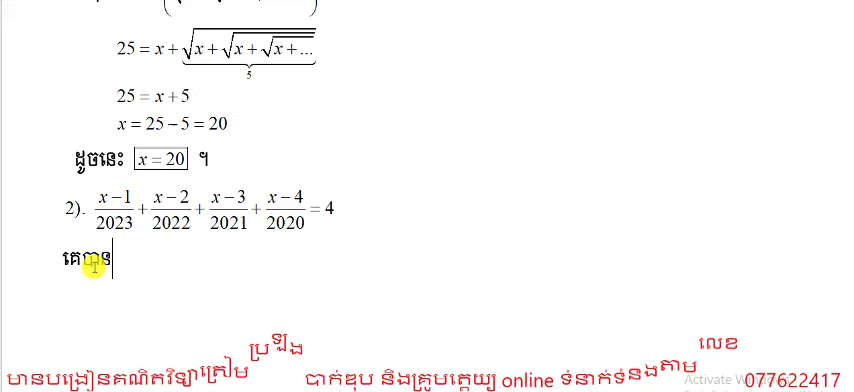 25 = x + √(x + √(x + √(x + ...
5
25 = x + 5
x = 25 − 5 = 20
ដូចនេះ x = 20 ។
2). (x − 1)/2023 + (x − 2)/2022 + (x − 3)/2021 + (x − 4)/2020 = 4
គេបាន
មានបង្រៀនគណិតវិទ្យាត្រៀមប្រឡង បាក់ឌុប និងគ្រូមត្តេយ្យ online ទំនាក់ទំនងតាមលេខ 077622417
Activate Win